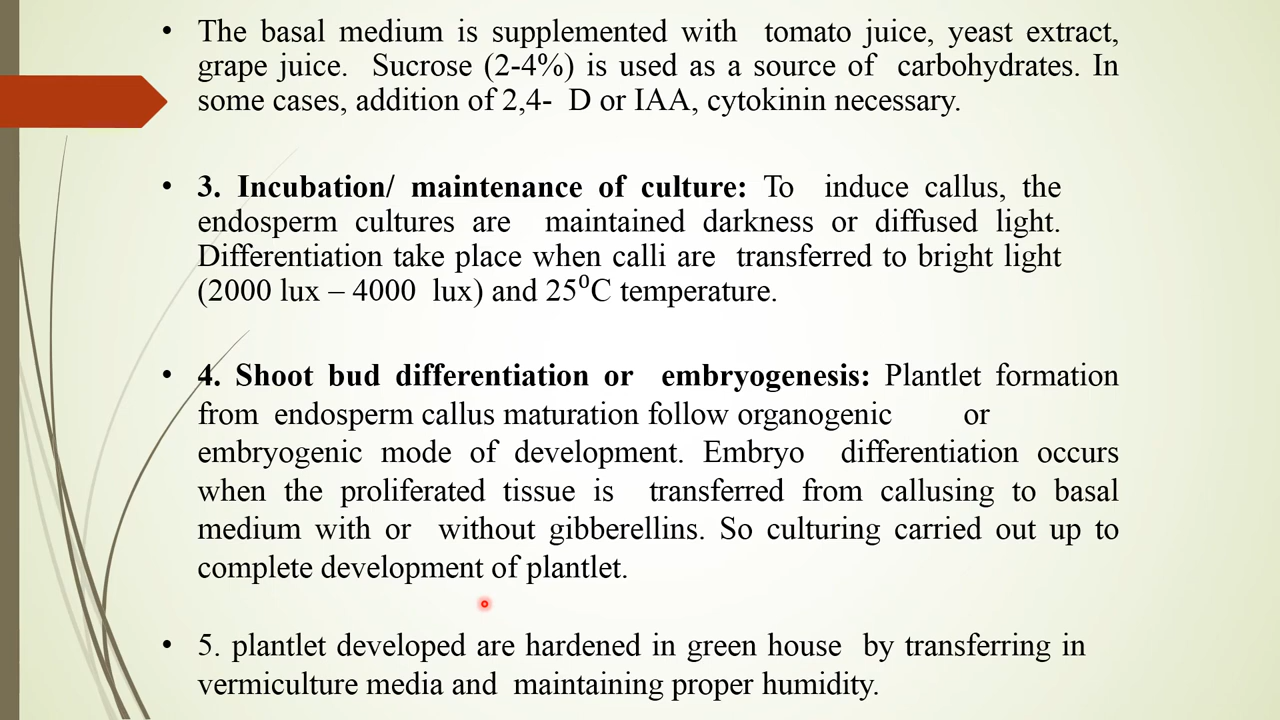 • The basal medium is supplemented with tomato juice, yeast extract,
grape juice. Sucrose (2-4%) is used as a source of carbohydrates. In
some cases, addition of 2,4- D or IAA, cytokinin necessary.
• 3. Incubation/ maintenance of culture: To induce callus, the
endosperm cultures are maintained darkness or diffused light.
Differentiation take place when calli are transferred to bright light
(2000 lux – 4000 lux) and 25⁰C temperature.
• 4. Shoot bud differentiation or embryogenesis: Plantlet formation
from endosperm callus maturation follow organogenic or
embryogenic mode of development. Embryo differentiation occurs
when the proliferated tissue is transferred from callusing to basal
medium with or without gibberellins. So culturing carried out up to
complete development of plantlet.
• 5. plantlet developed are hardened in green house by transferring in
vermiculture media and maintaining proper humidity.